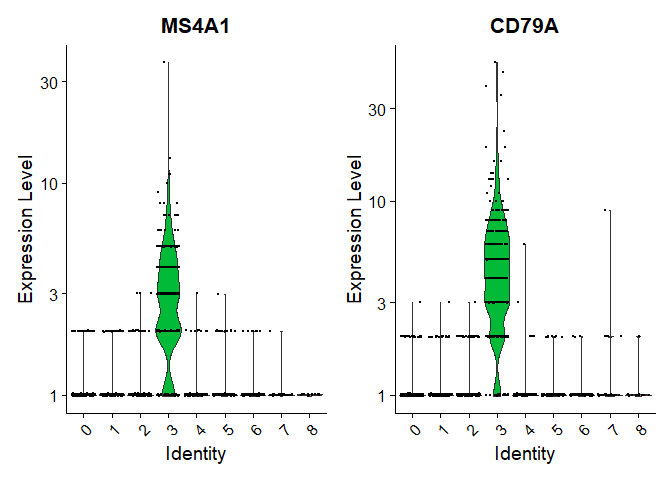 MS4A1
Expression Level
30
10
3
1
0 1 2 3 4 5 6 7 8
Identity
CD79A
Expression Level
30
10
3
1
0 1 2 3 4 5 6 7 8
Identity